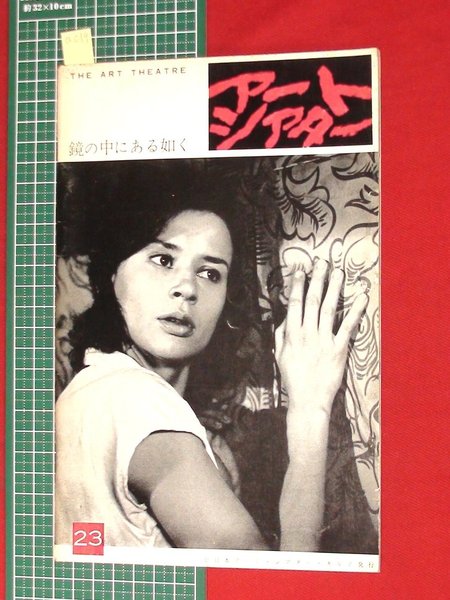 約32×10cm
THE ART THEATRE
アート
シアター
鏡の中にある如く
23